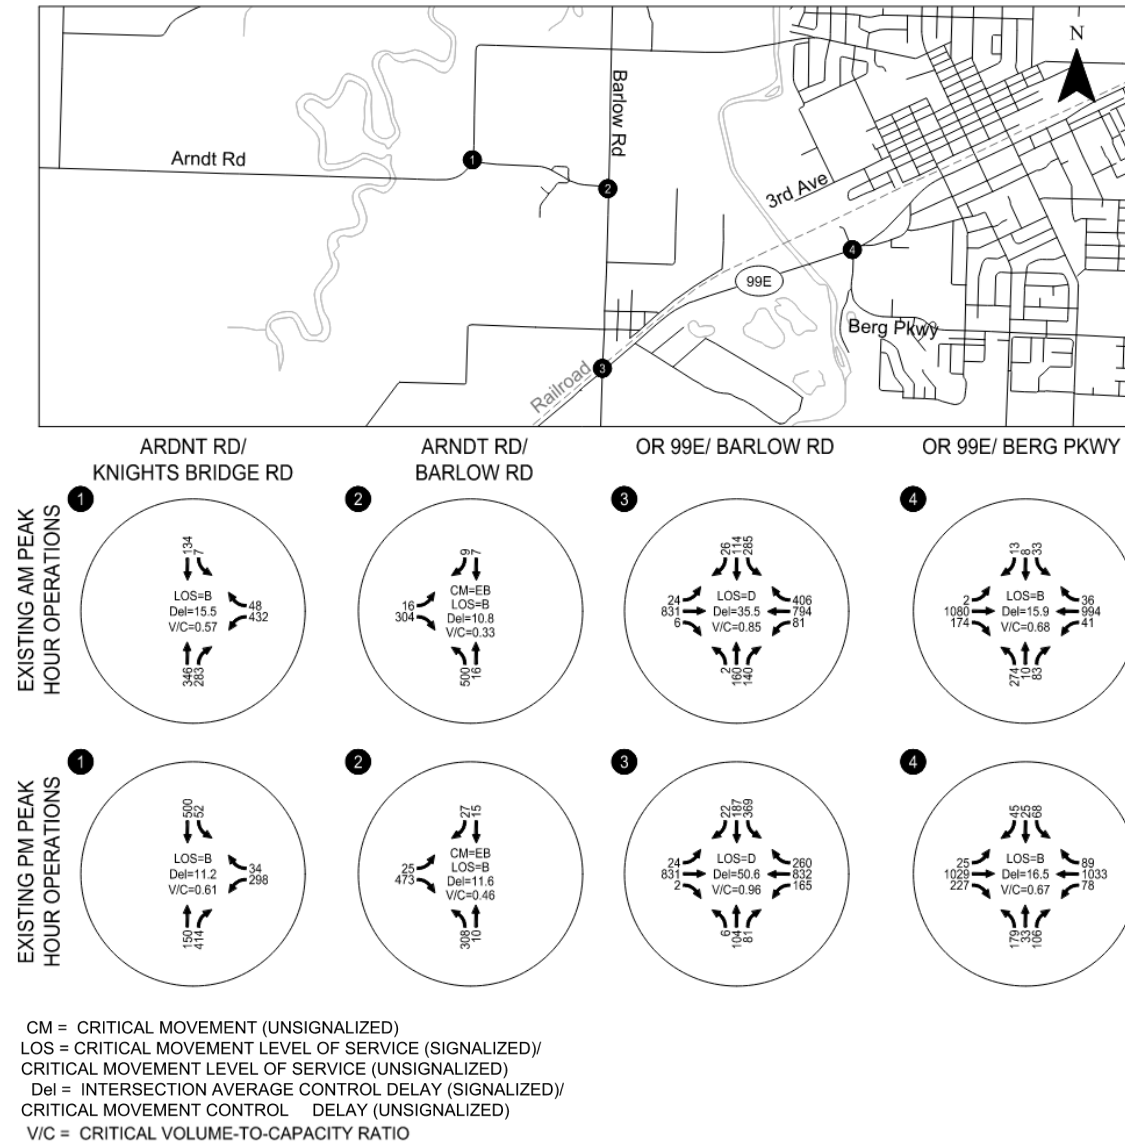 N
Barlow Rd
Arndt Rd
1
2
3rd Ave
4
99E
Berg Pkwy
3
Railroad
ARDNT RD/
KNIGHTS BRIDGE RD
ARNDT RD/
BARLOW RD
OR 99E/ BARLOW RD
OR 99E/ BERG PKWY
EXISTING AM PEAK
HOUR OPERATIONS
1
134
7
LOS=B
Del=15.5
V/C=0.57
48
432
346
283
2
9
7
16
304
CM=EB
LOS=B
Del=10.8
V/C=0.33
500
16
3
26
114
285
24
831
6
LOS=D
Del=35.5
V/C=0.85
406
794
81
2
160
140
4
13
8
33
2
1080
174
LOS=B
Del=15.9
V/C=0.68
36
994
41
274
10
83
EXISTING PM PEAK
HOUR OPERATIONS
1
500
52
LOS=B
Del=11.2
V/C=0.61
34
298
150
414
2
27
15
25
473
CM=EB
LOS=B
Del=11.6
V/C=0.46
308
10
3
22
187
369
24
831
2
LOS=D
Del=50.6
V/C=0.96
260
832
165
6
104
81
4
45
25
68
25
1029
227
LOS=B
Del=16.5
V/C=0.67
89
1033
78
179
33
106
CM = CRITICAL MOVEMENT (UNSIGNALIZED)
LOS = CRITICAL MOVEMENT LEVEL OF SERVICE (SIGNALIZED)/
CRITICAL MOVEMENT LEVEL OF SERVICE (UNSIGNALIZED)
Del = INTERSECTION AVERAGE CONTROL DELAY (SIGNALIZED)/
CRITICAL MOVEMENT CONTROL DELAY (UNSIGNALIZED)
V/C = CRITICAL VOLUME-TO-CAPACITY RATIO